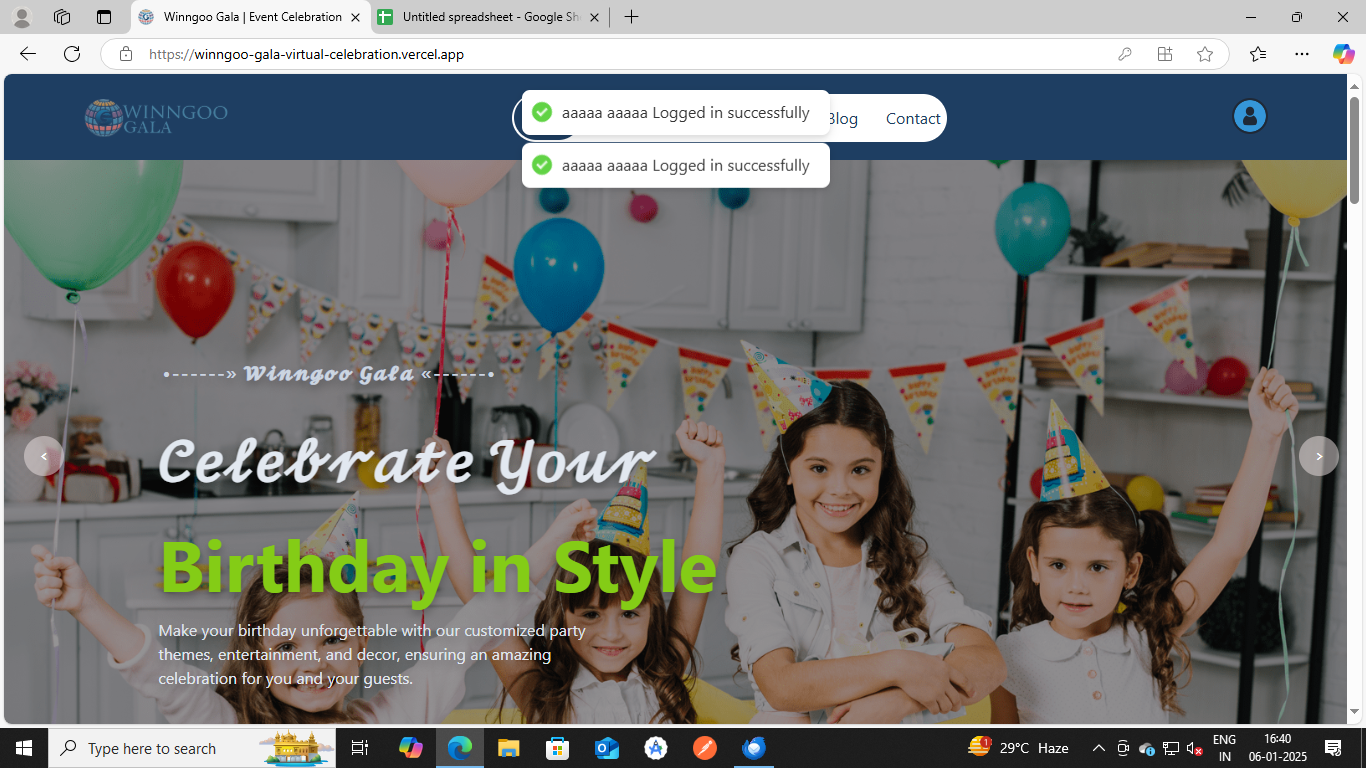 Winngoo Gala | Event Celebration
Untitled spreadsheet - Google She
https://winngoo-gala-virtual-celebration.vercel.app
WINNGOO
GALA
aaaaa aaaaa Logged in successfully
Blog
Contact
aaaaa aaaaa Logged in successfully
•------» Winngoo Gala «------•
Celebrate Your
Birthday in Style
Make your birthday unforgettable with our customized party
themes, entertainment, and decor, ensuring an amazing
celebration for you and your guests.
Type here to search
1
29°C Haze
ENG
IN
16:40
06-01-2025